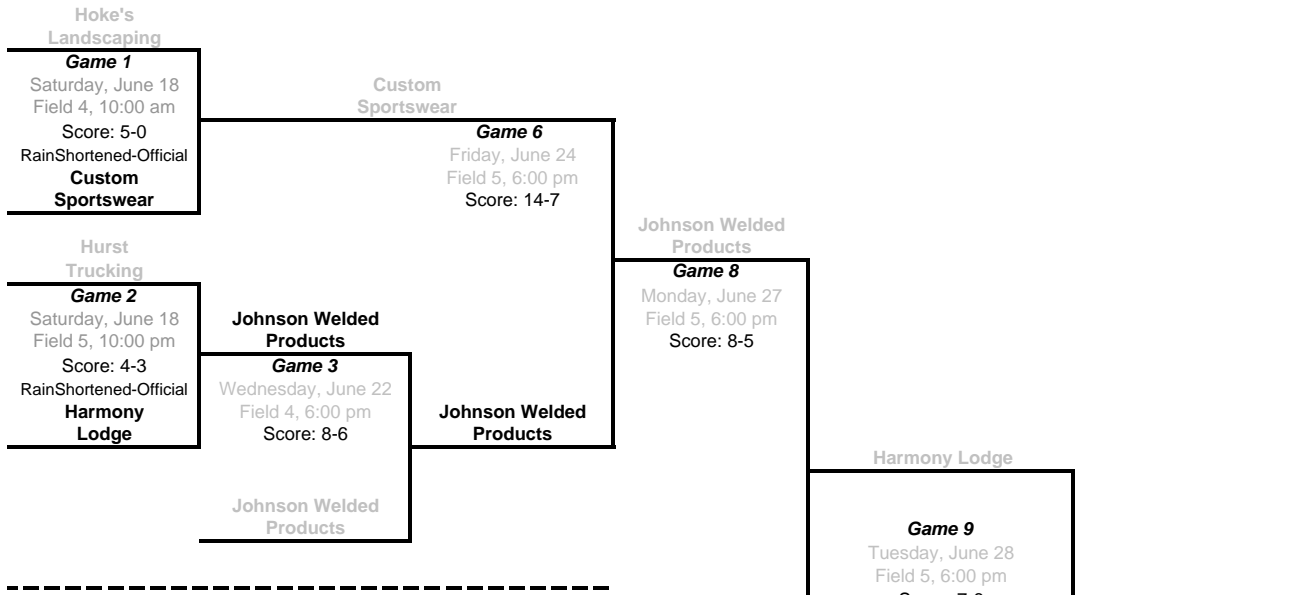 Hoke's
Landscaping
Game 1
Saturday, June 18
Field 4, 10:00 am
Score: 5-0
RainShortened-Official
Custom
Sportswear
Hurst
Trucking
Game 2
Saturday, June 18
Field 5, 10:00 pm
Score: 4-3
RainShortened-Official
Harmony
Lodge
Johnson Welded
Products
Game 3
Wednesday, June 22
Field 4, 6:00 pm
Score: 8-6
Johnson Welded
Products
Custom
Sportswear
Game 6
Friday, June 24
Field 5, 6:00 pm
Score: 14-7
Johnson Welded
Products
Johnson Welded
Products
Game 8
Monday, June 27
Field 5, 6:00 pm
Score: 8-5
Harmony Lodge
Game 9
Tuesday, June 28
Field 5, 6:00 pm